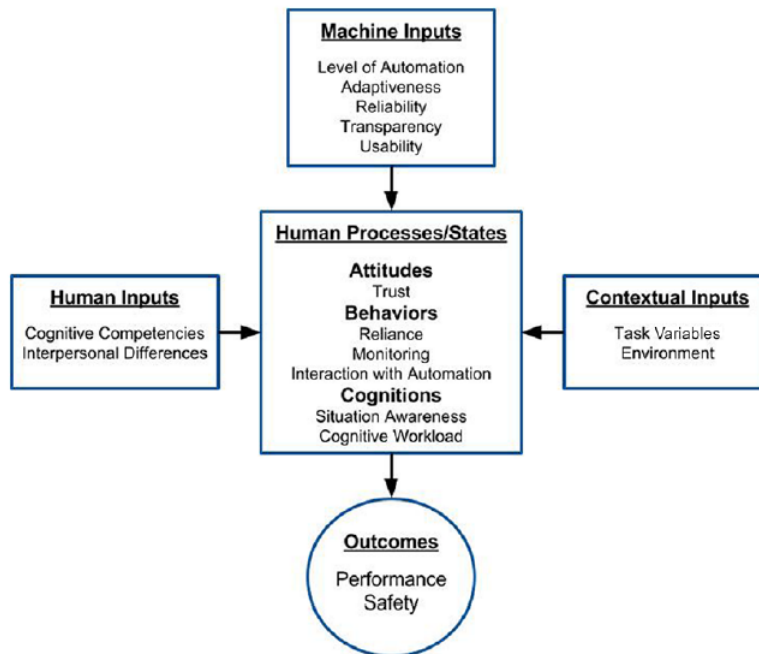 Machine Inputs
Level of Automation
Adaptiveness
Reliability
Transparency
Usability
Human Inputs
Cognitive Competencies
Interpersonal Differences
Human Processes/States
Attitudes
Trust
Behaviors
Reliance
Monitoring
Interaction with Automation
Cognitions
Situation Awareness
Cognitive Workload
Contextual Inputs
Task Variables
Environment
Outcomes
Performance
Safety